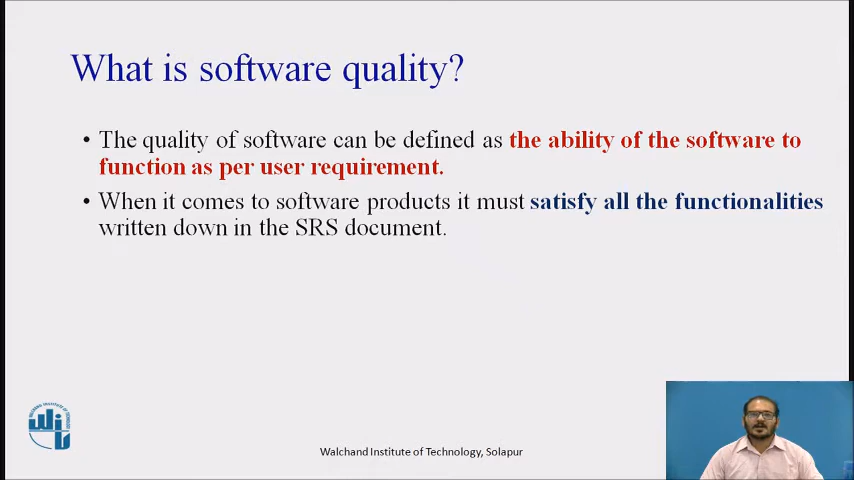 What is software quality?
• The quality of software can be defined as the ability of the software to
function as per user requirement.
• When it comes to software products it must satisfy all the functionalities
written down in the SRS document.
Walchand Institute of Technology, Solapur